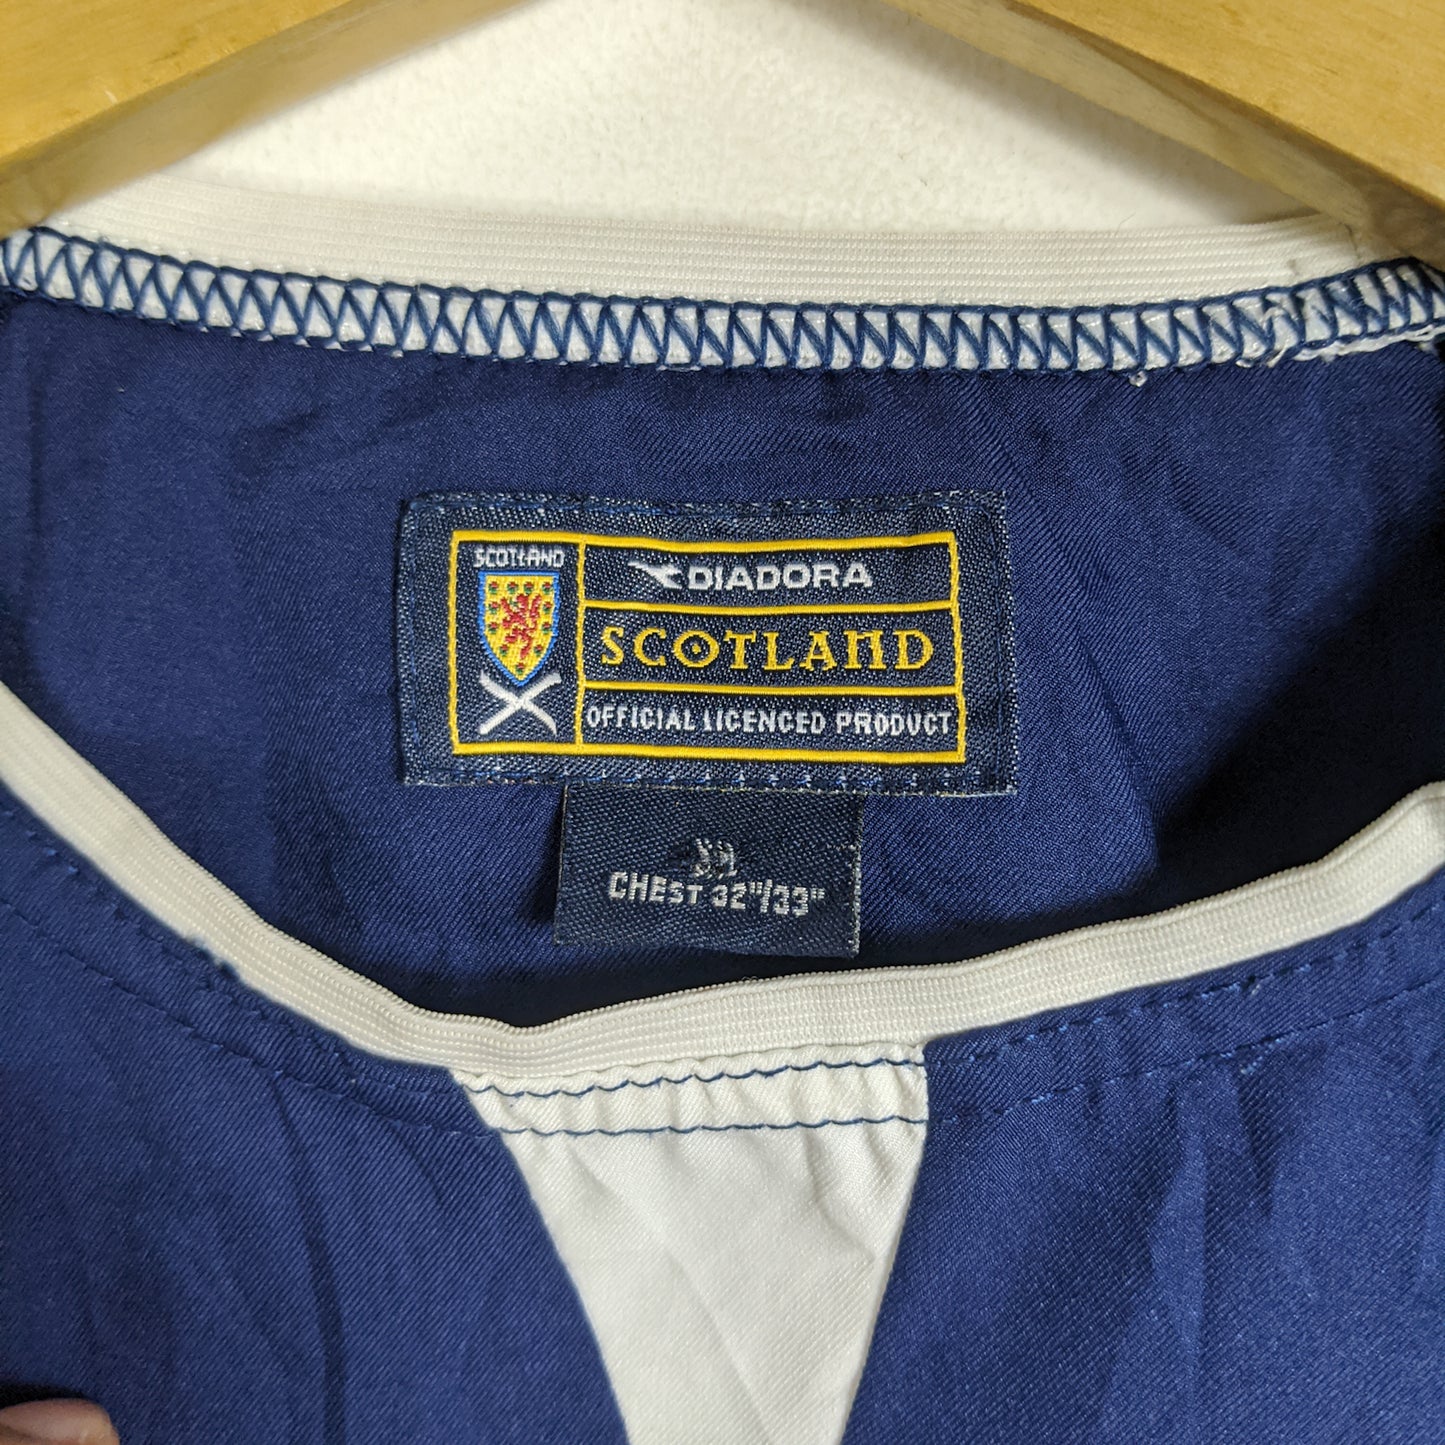 SCOTLAND
DIADORA
SCOTLAND
OFFICIAL LICENCED PRODUCT
CHEST 32"/33"